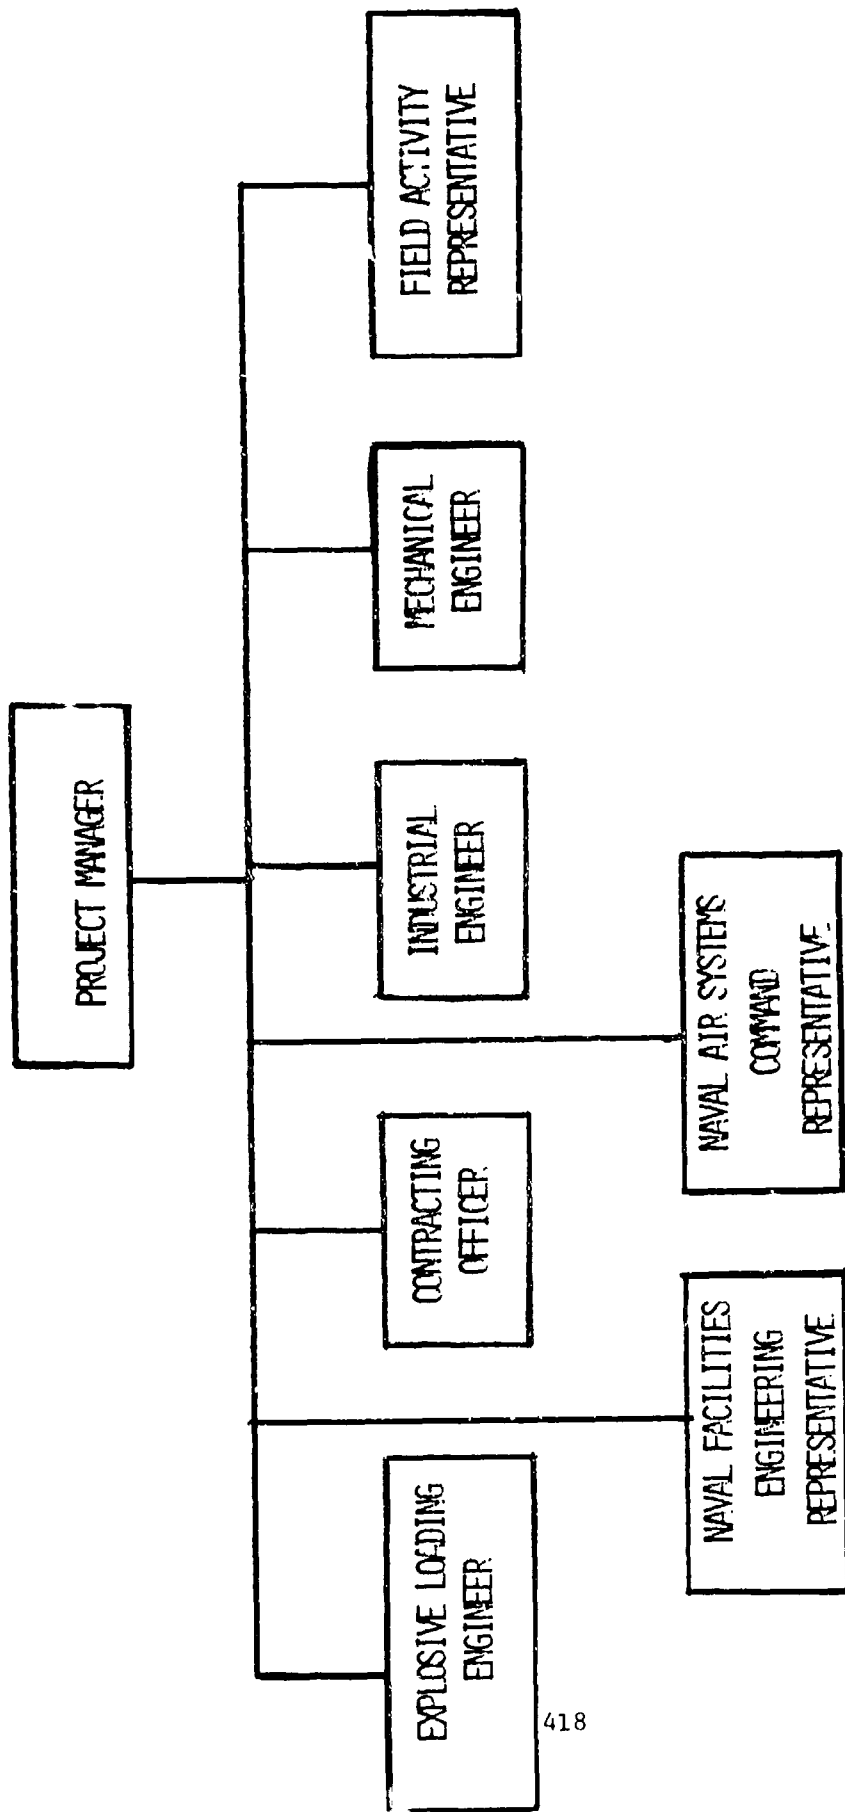 PROJECT MANAGER
EXPLOSIVE LOADING
ENGINEER
CONTRACTING
OFFICER
INDUSTRIAL
ENGINEER
MECHANICAL
ENGINEER
FIELD ACTIVITY
REPRESENTATIVE
NAVAL FACILITIES
ENGINEERING
REPRESENTATIVE
NAVAL AIR SYSTEMS
COMMAND
REPRESENTATIVE
418